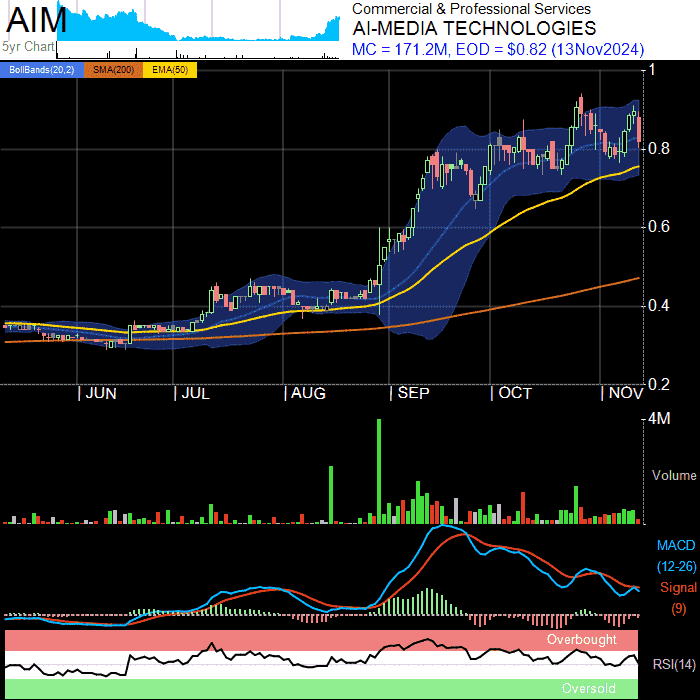 AIM
5yr Chart
Commercial & Professional Services
AI-MEDIA TECHNOLOGIES
MC = 171.2M, EOD = $0.82 (13Nov2024)
BollBands(20,2) SMA(200) EMA(50)
1
0.8
0.6
0.4
0.2
JUN JUL AUG SEP OCT NOV
4M
Volume
MACD
(12-26)
Signal
(9)
Overbought
RSI(14)
Oversold